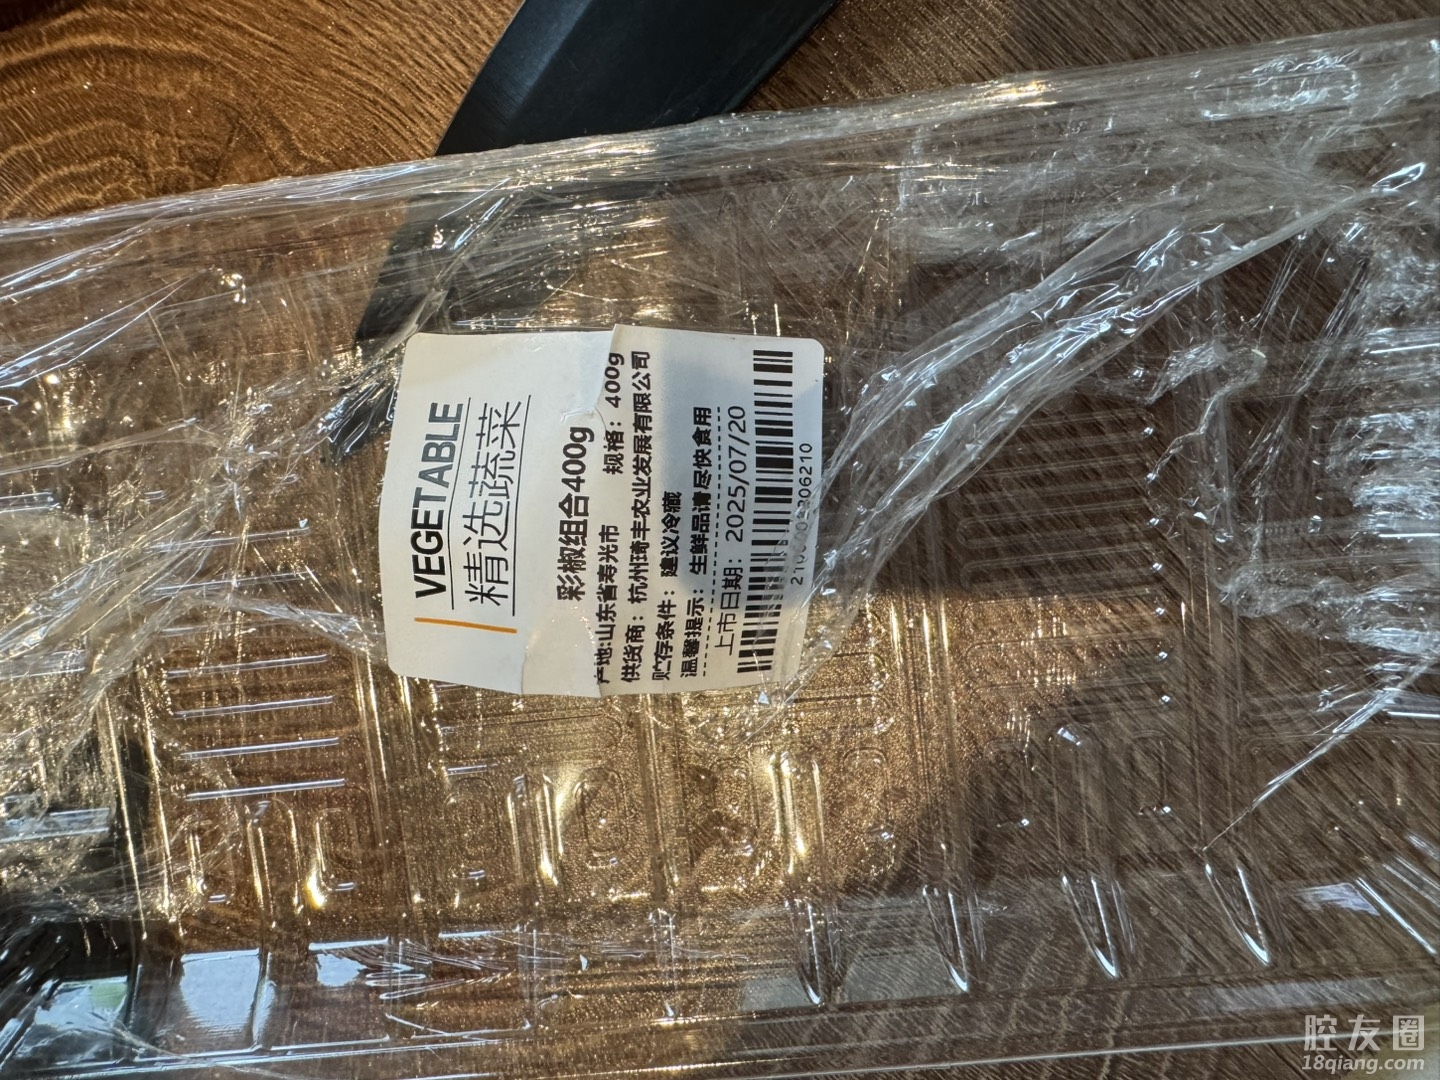 VEGETABLE
精选蔬菜
彩椒组合400g
产地:山东省寿光市 规格：400g
供货商：杭州琦丰农业发展有限公司
贮存条件：建议冷藏
温馨提示：生鲜品请尽快食用
上市日期：2025/07/20
腔友圈
18qiang.com